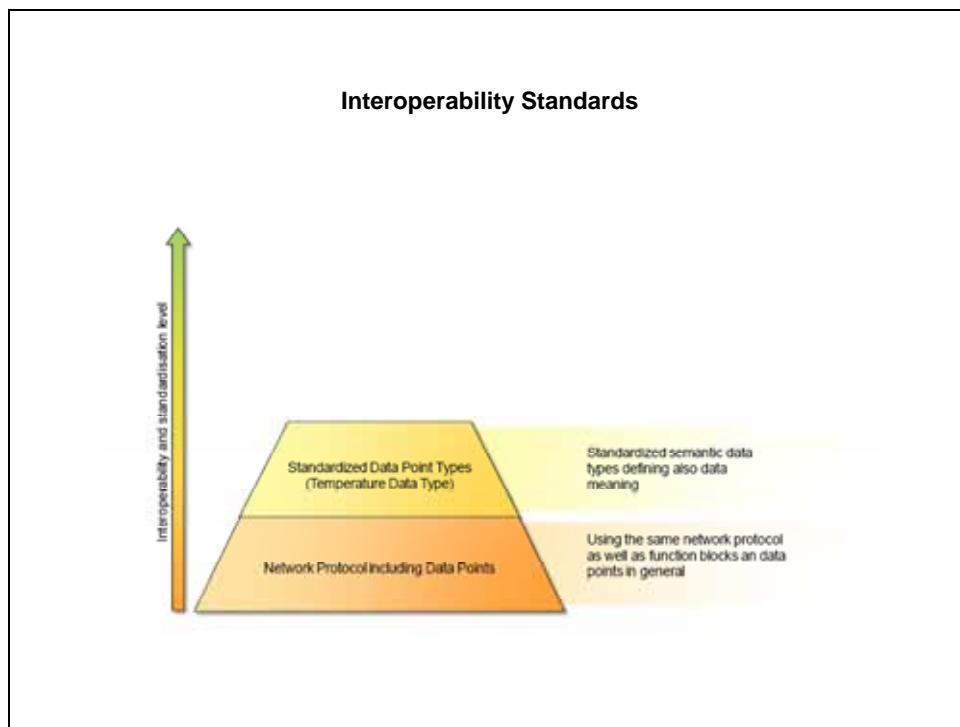 Interoperability Standards
Interoperability and standardisation level
Standardized Data Point Types
(Temperature Data Type)
Standardized semantic data
types defining also data
meaning
Network Protocol including Data Points
Using the same network protocol
as well as function blocks an data
points in general